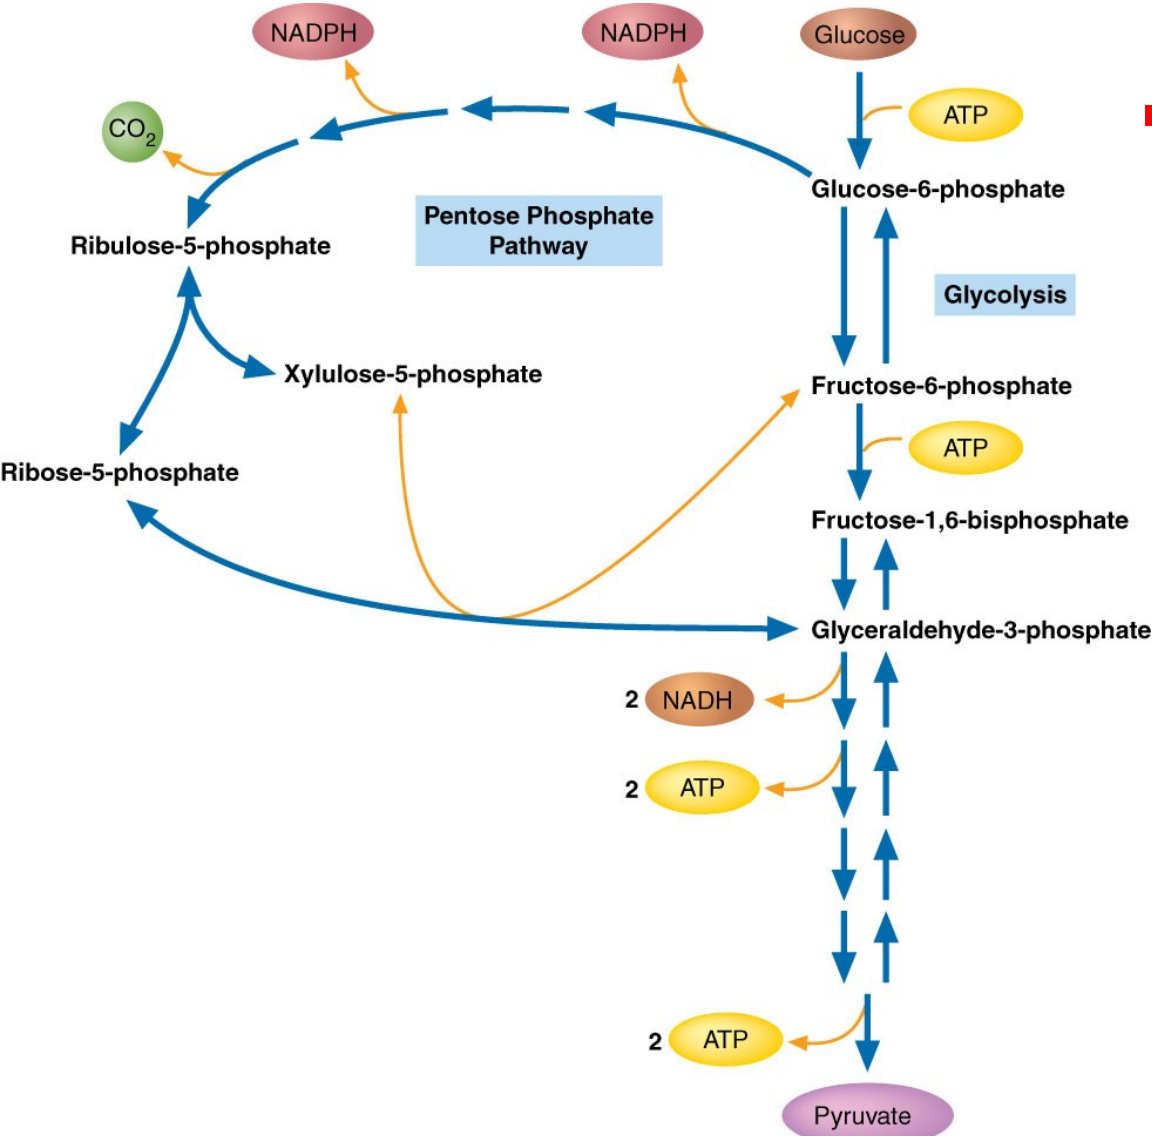 NADPH
NADPH
Glucose
ATP
CO2
Glucose-6-phosphate
Pentose Phosphate
Pathway
Ribulose-5-phosphate
Glycolysis
Xylulose-5-phosphate
Fructose-6-phosphate
ATP
Ribose-5-phosphate
Fructose-1,6-bisphosphate
Glyceraldehyde-3-phosphate
2 NADH
2 ATP
2 ATP
Pyruvate